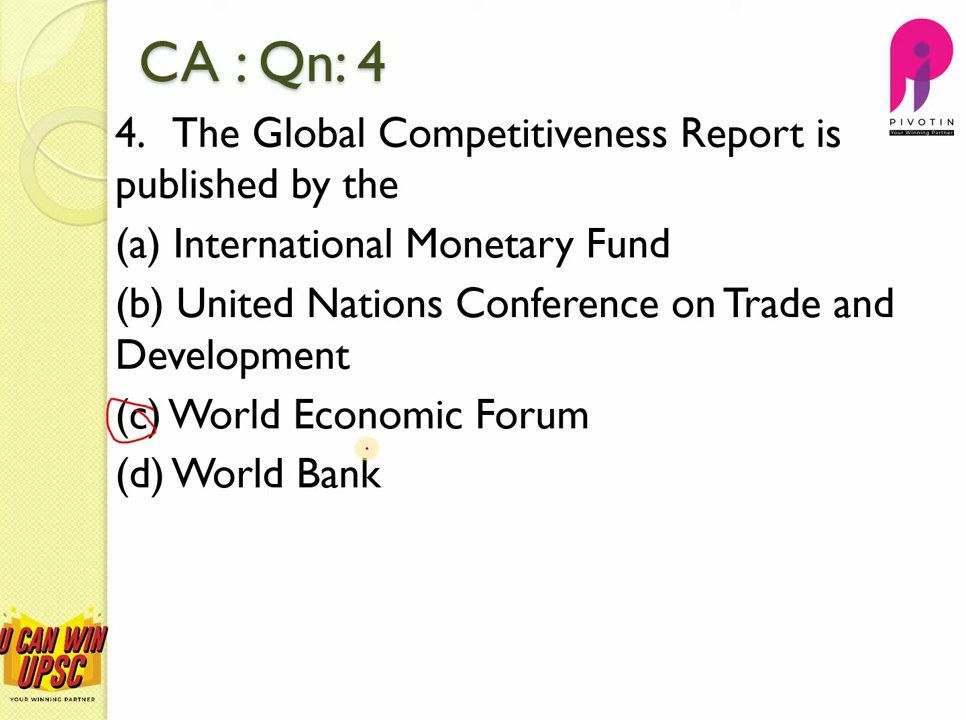 CA : Qn: 4
4. The Global Competitiveness Report is
published by the
(a) International Monetary Fund
(b) United Nations Conference on Trade and
Development
(c) World Economic Forum
(d) World Bank
PIVOTIN
Your Winning Partner
U CAN WIN
UPSC
YOUR WINNING PARTNER